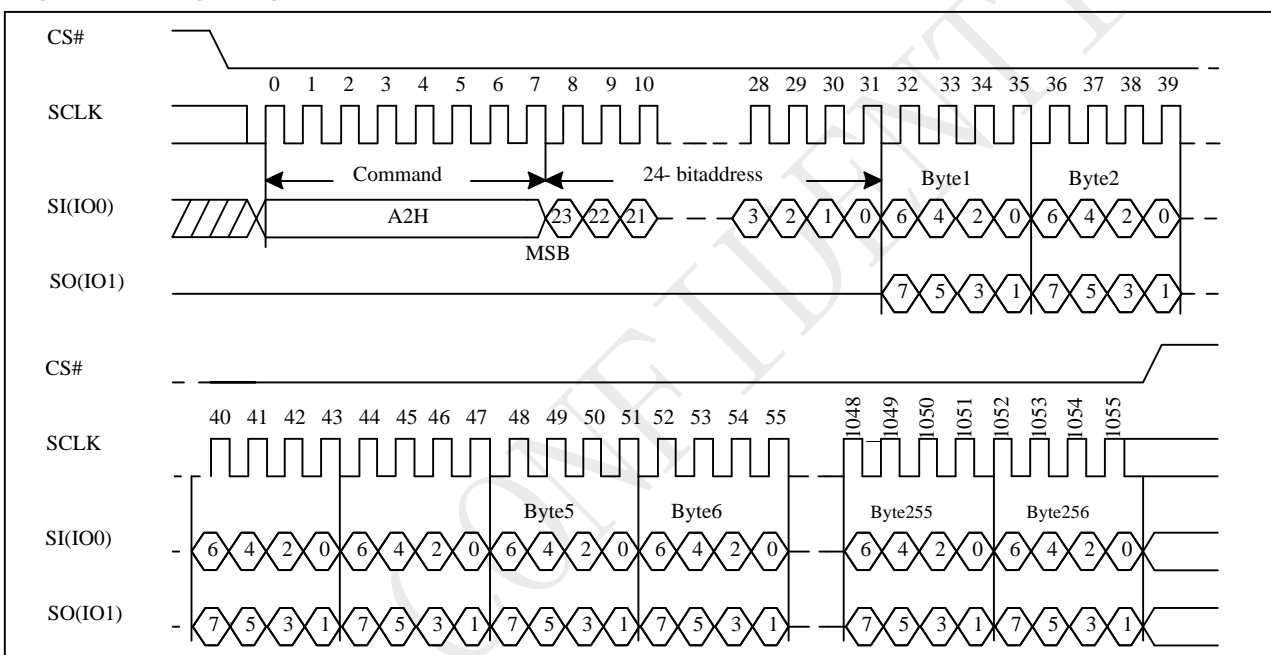 CS#
0 1 2 3 4 5 6 7 8 9 10 28 29 30 31 32 33 34 35 36 37 38 39
SCLK
Command 24- bitaddress Byte1 Byte2
SI(IO0) A2H 23 22 21 3 2 1 0 6 4 2 0 6 4 2 0
MSB
SO(IO1) 7 5 3 1 7 5 3 1
CS#
40 41 42 43 44 45 46 47 48 49 50 51 52 53 54 55 1048 1049 1050 1051 1052 1053 1054 1055
SCLK
Byte5 Byte6 Byte255 Byte256
SI(IO0) 6 4 2 0 6 4 2 0 6 4 2 0 6 4 2 0 6 4 2 0 6 4 2 0
SO(IO1) 7 5 3 1 7 5 3 1 7 5 3 1 7 5 3 1 7 5 3 1 7 5 3 1
CONFIDENT